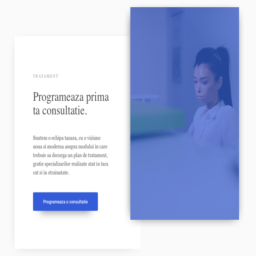 TRATAMENT
Programeaza prima
ta consultatie.
Suntem o echipa tanara, cu o viziune
noua si moderna asupra modului in care
trebuie sa decurga un plan de tratament,
gratie specializarilor realizate atat in tara
cat si in strainatate.
Programeaza o consultatie